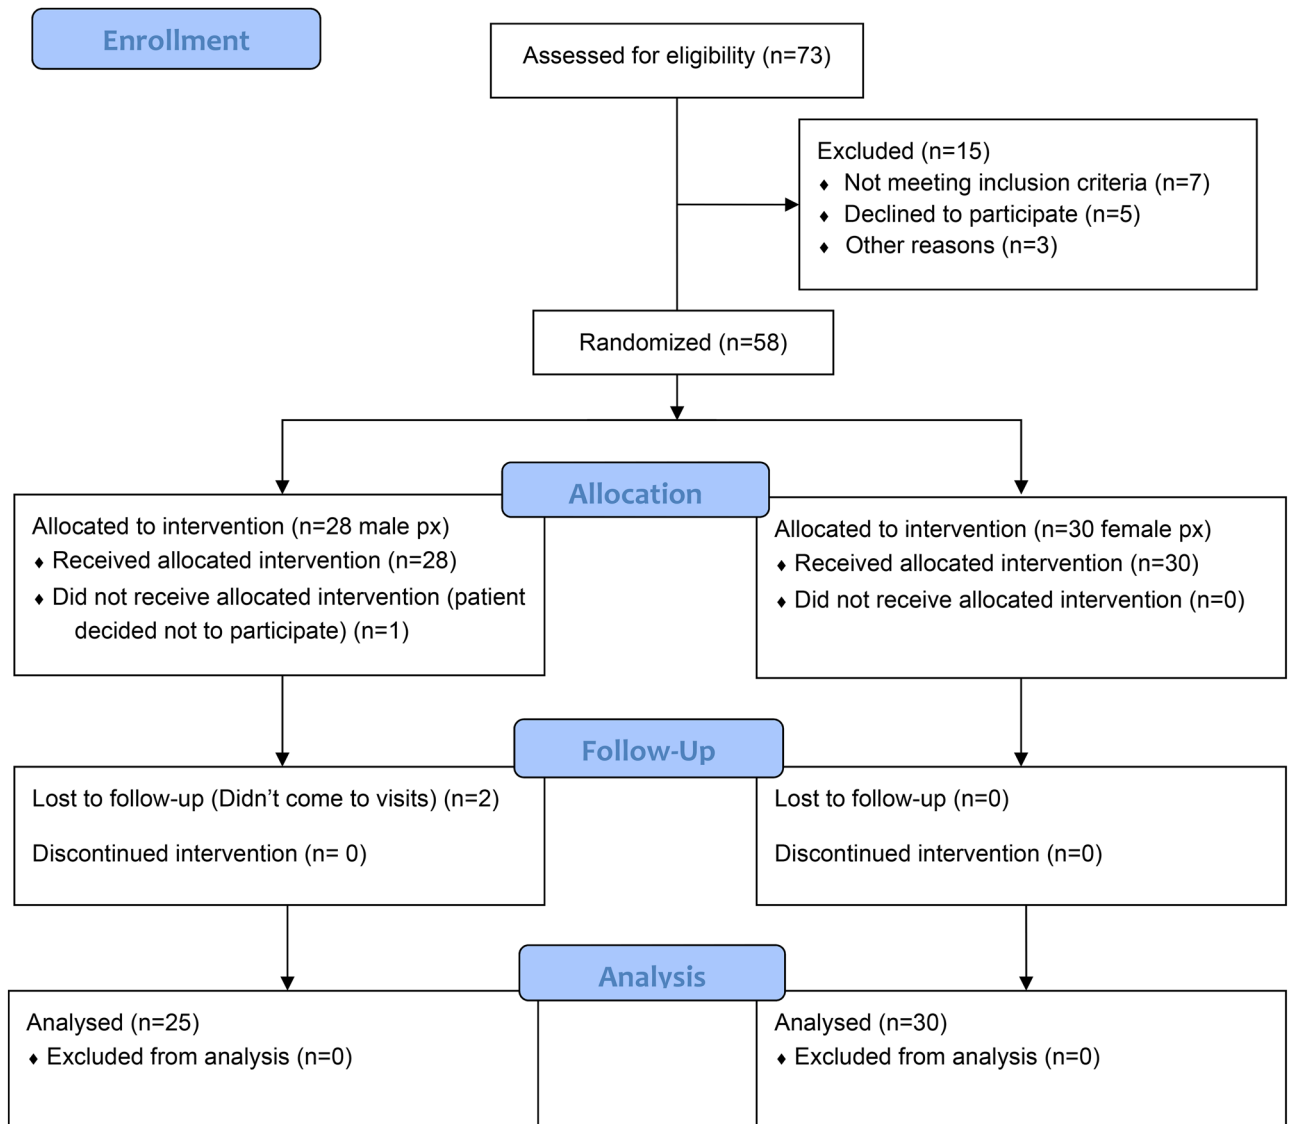 Enrollment
Assessed for eligibility (n=73)
Excluded (n=15)
♦ Not meeting inclusion criteria (n=7)
♦ Declined to participate (n=5)
♦ Other reasons (n=3)
Randomized (n=58)
Allocation
Allocated to intervention (n=28 male px)
♦ Received allocated intervention (n=28)
♦ Did not receive allocated intervention (patient
decided not to participate) (n=1)
Allocated to intervention (n=30 female px)
♦ Received allocated intervention (n=30)
♦ Did not receive allocated intervention (n=0)
Follow-Up
Lost to follow-up (Didn’t come to visits) (n=2)
Discontinued intervention (n= 0)
Lost to follow-up (n=0)
Discontinued intervention (n=0)
Analysis
Analysed (n=25)
♦ Excluded from analysis (n=0)
Analysed (n=30)
♦ Excluded from analysis (n=0)